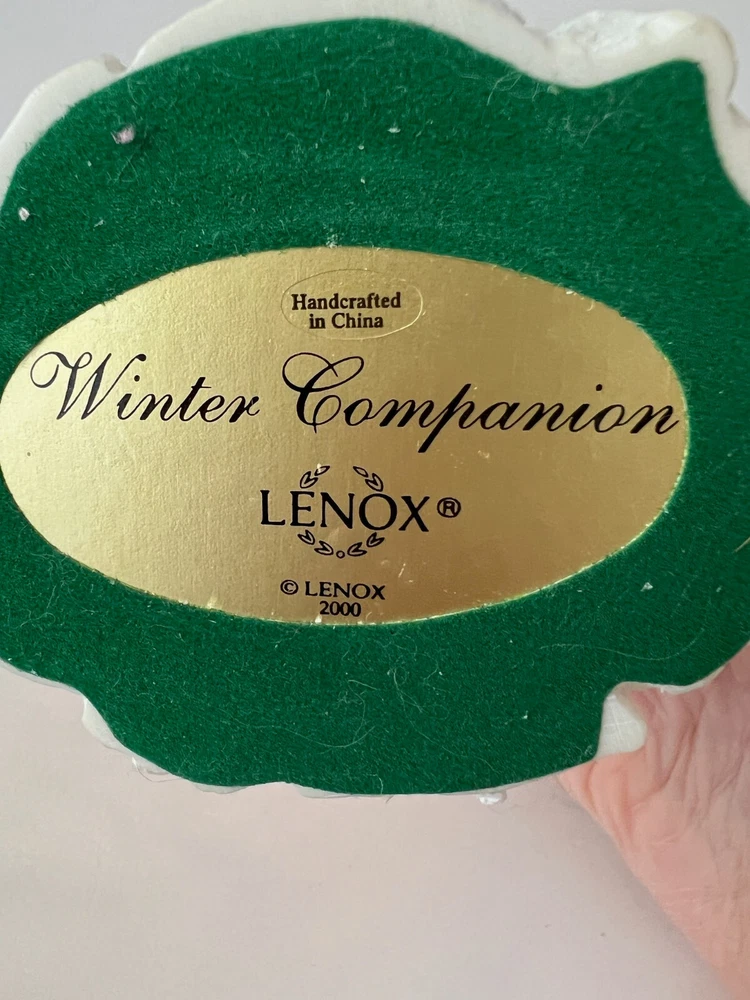 Handcrafted
in China
Winter Companion
LENOX®
© LENOX
2000